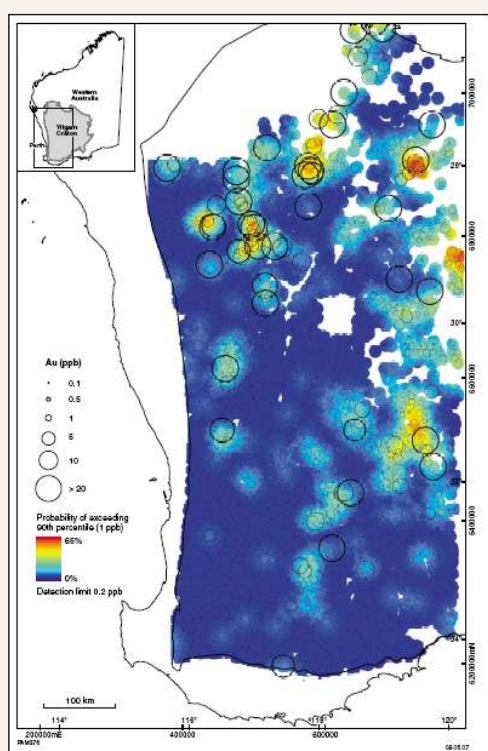 Western
Australia
Yilgarn
Craton
Perth
7000000
28°
6800000
30°
6600000
Au (ppb)
0.1
0.5
1
5
10
> 20
Probability of exceeding
90th percentile (1 ppb)
65%
0%
Detection limit 0.2 ppb
6400000
6200000mN
34°
100 km
114°
116°
118°
120°
200000mE
400000
600000
PAM376